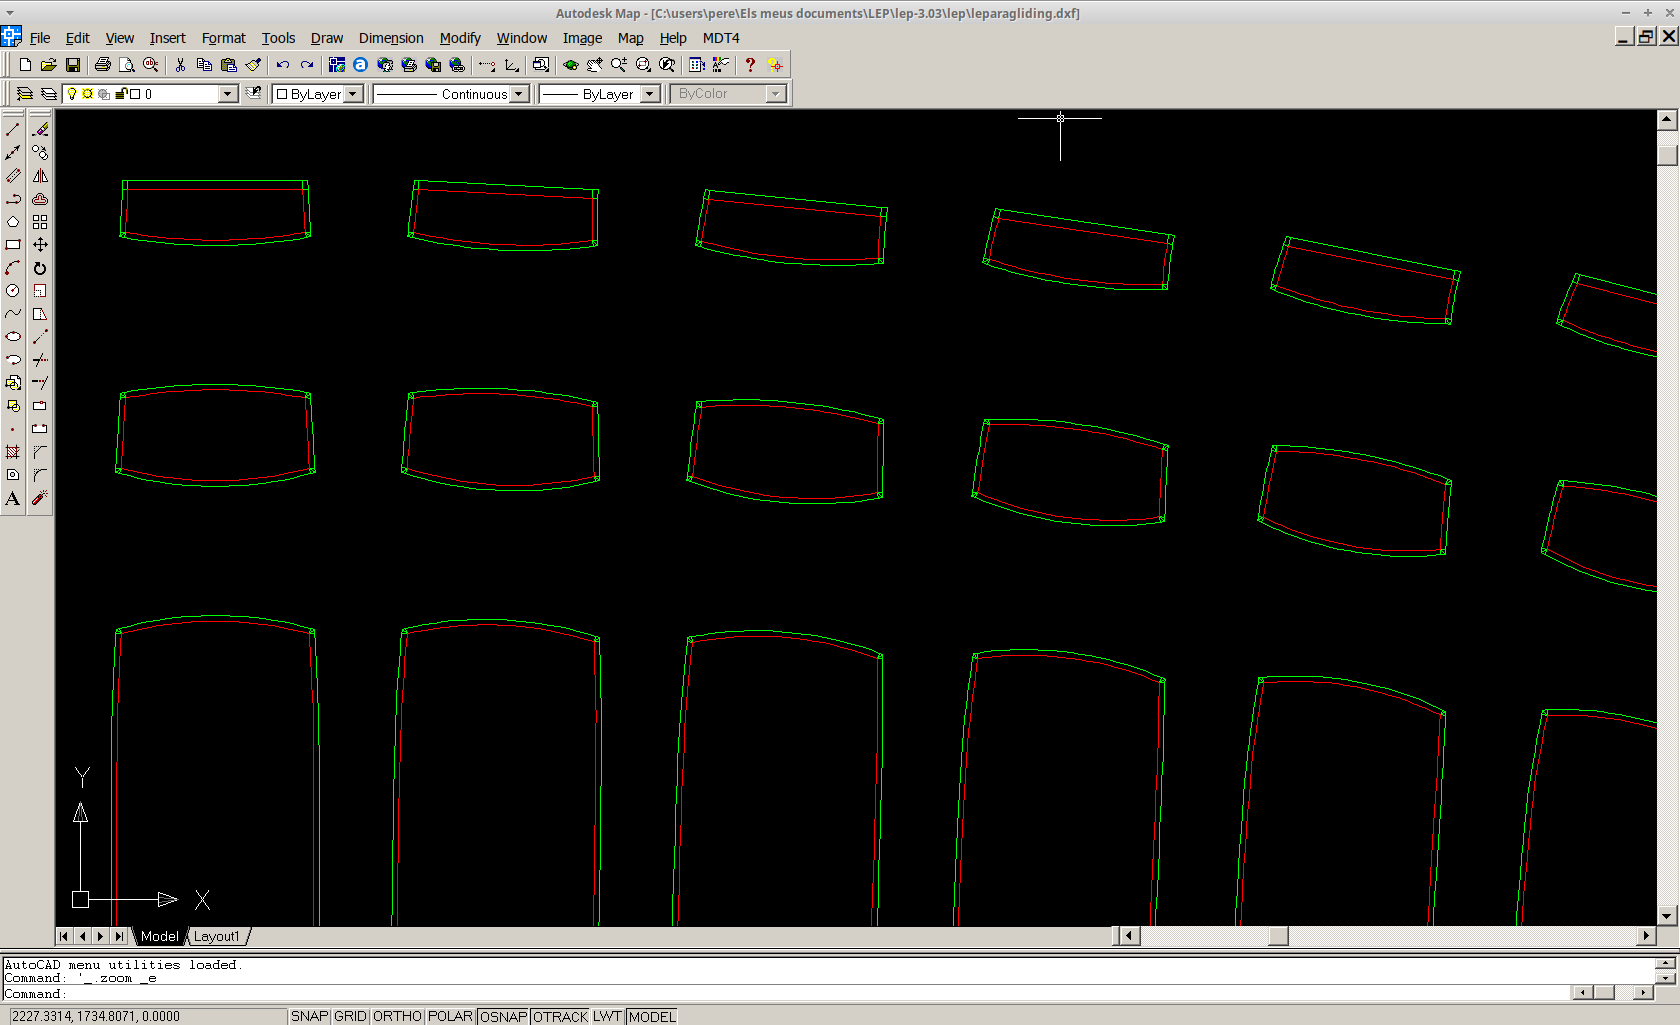 Autodesk Map - [C:\users\pere\Els meus documents\LEP\lep-3.03\lep\leparagliding.dxf]
File Edit View Insert Format Tools Draw Dimension Modify Window Image Map Help MDT4
0 ByLayer Continuous ByLayer ByColor
A
Y
X
Model Layout1
AutoCAD menu utilities loaded.
Command: '_.zoom _e
Command:
2227.3314, 1734.8071, 0.0000 SNAP GRID ORTHO POLAR OSNAP OTRACK LWT MODEL